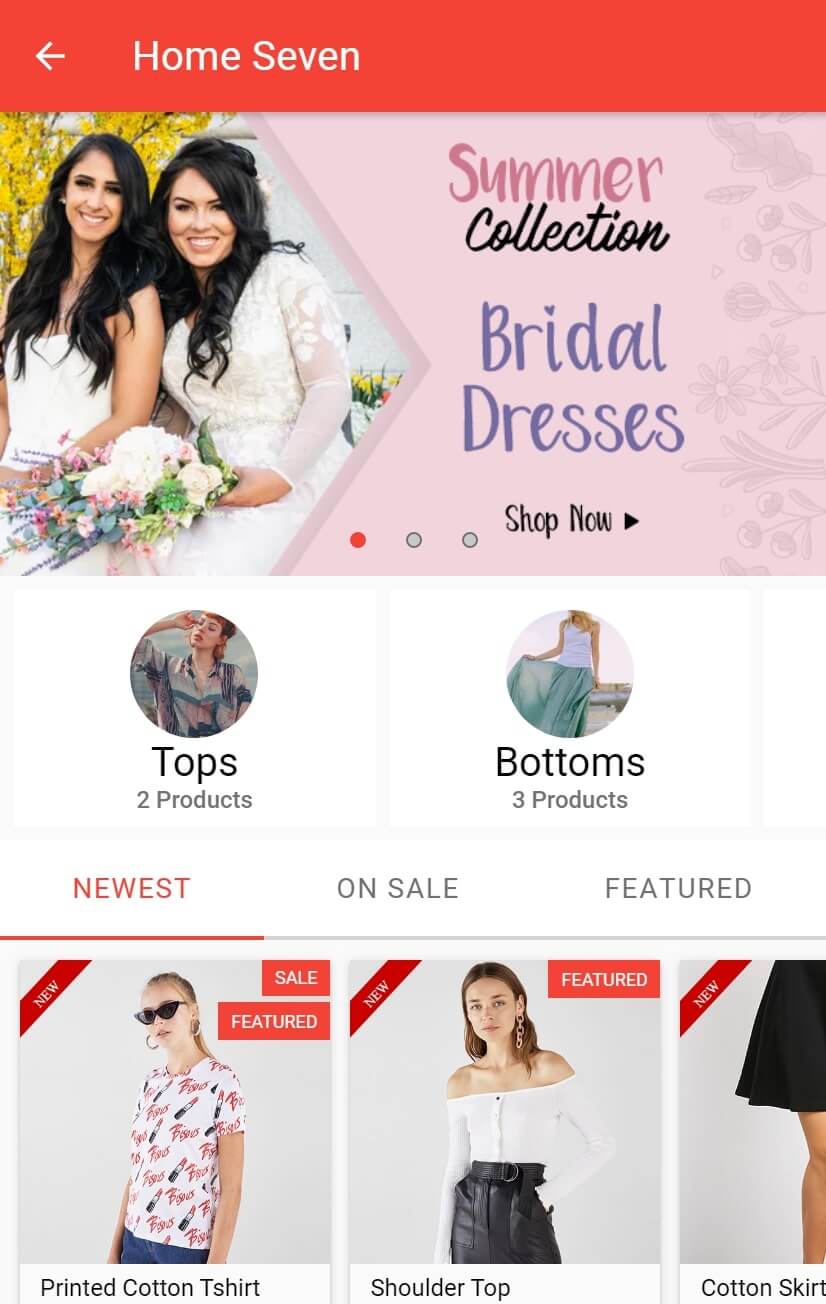 Home Seven
Summer
Collection
Bridal
Dresses
Shop Now
Tops
2 Products
Bottoms
3 Products
NEWEST
ON SALE
FEATURED
NEW
SALE
FEATURED
Bisous
NEW
FEATURED
NEW
Printed Cotton Tshirt
Shoulder Top
Cotton Skirt